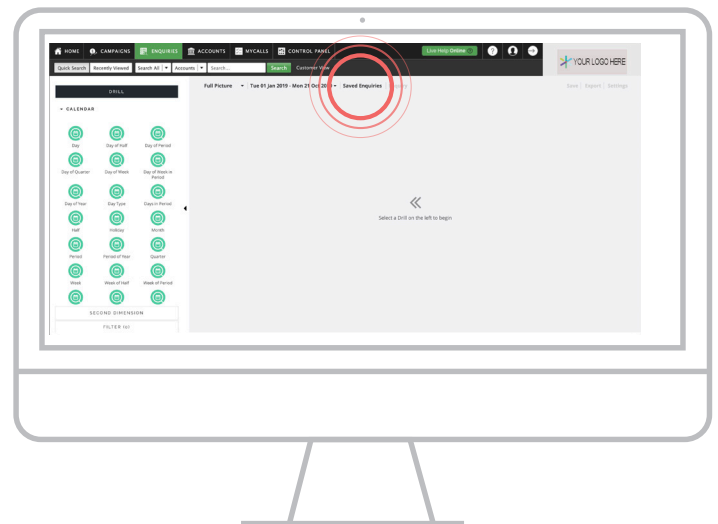 HOME CAMPAIGNS ENQUIRIES ACCOUNTS MYCALLS CONTROL PANEL Live Help Online ?
YOUR LOGO HERE
Quick Search Recently Viewed Search All Accounts Search... Search Customer View
DRILL
Full Picture Tue 01 Jan 2019 - Mon 21 Oct 2019 Saved Enquiries
Save Export Settings
CALENDAR
Day Day of Half Day of Period
Day of Quarter Day of Week Day of Week in Period
Day of Year Day Type Days in Period
Half Holiday Month
Period Period of Year Quarter
Week Week of Half Week of Period
Select a Drill on the left to begin
SECOND DIMENSION
FILTER (0)